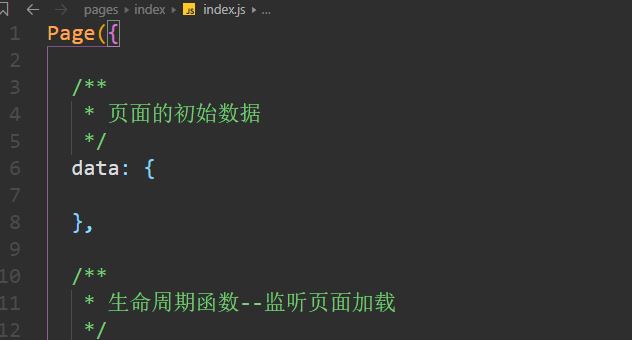 pages > index > JS index.js > ...
1 Page({
2
3 /**
4 * 页面的初始数据
5 */
6 data: {
7
8 },
9
10 /**
11 * 生命周期函数--监听页面加载
12 */